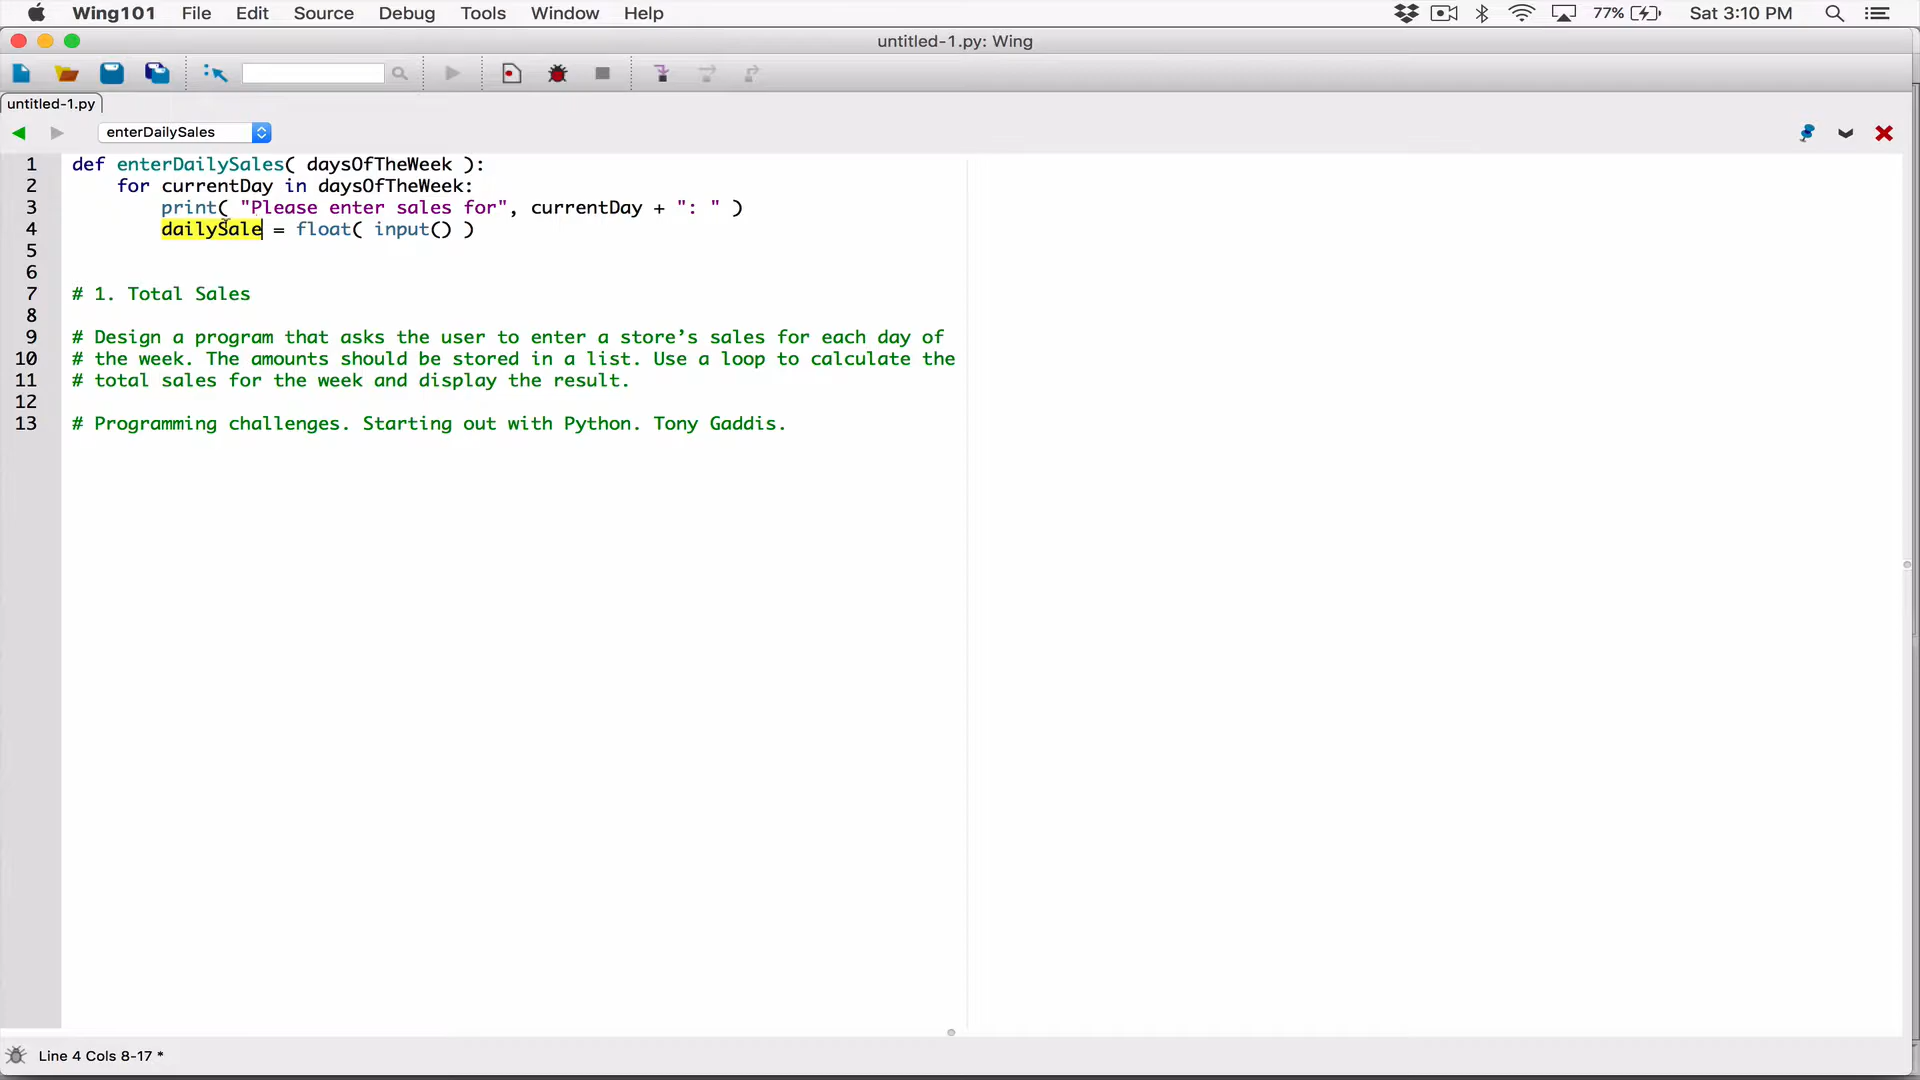 Wing101 File Edit Source Debug Tools Window Help 77% Sat 3:10 PM
untitled-1.py: Wing
untitled-1.py
enterDailySales
1 def enterDailySales( daysOfTheWeek ):
2 for currentDay in daysOfTheWeek:
3 print( "Please enter sales for", currentDay + ": " )
4 dailySale = float( input() )
5
6
7 # 1. Total Sales
8
9 # Design a program that asks the user to enter a store’s sales for each day of
10 # the week. The amounts should be stored in a list. Use a loop to calculate the
11 # total sales for the week and display the result.
12
13 # Programming challenges. Starting out with Python. Tony Gaddis.
Line 4 Cols 8-17 *